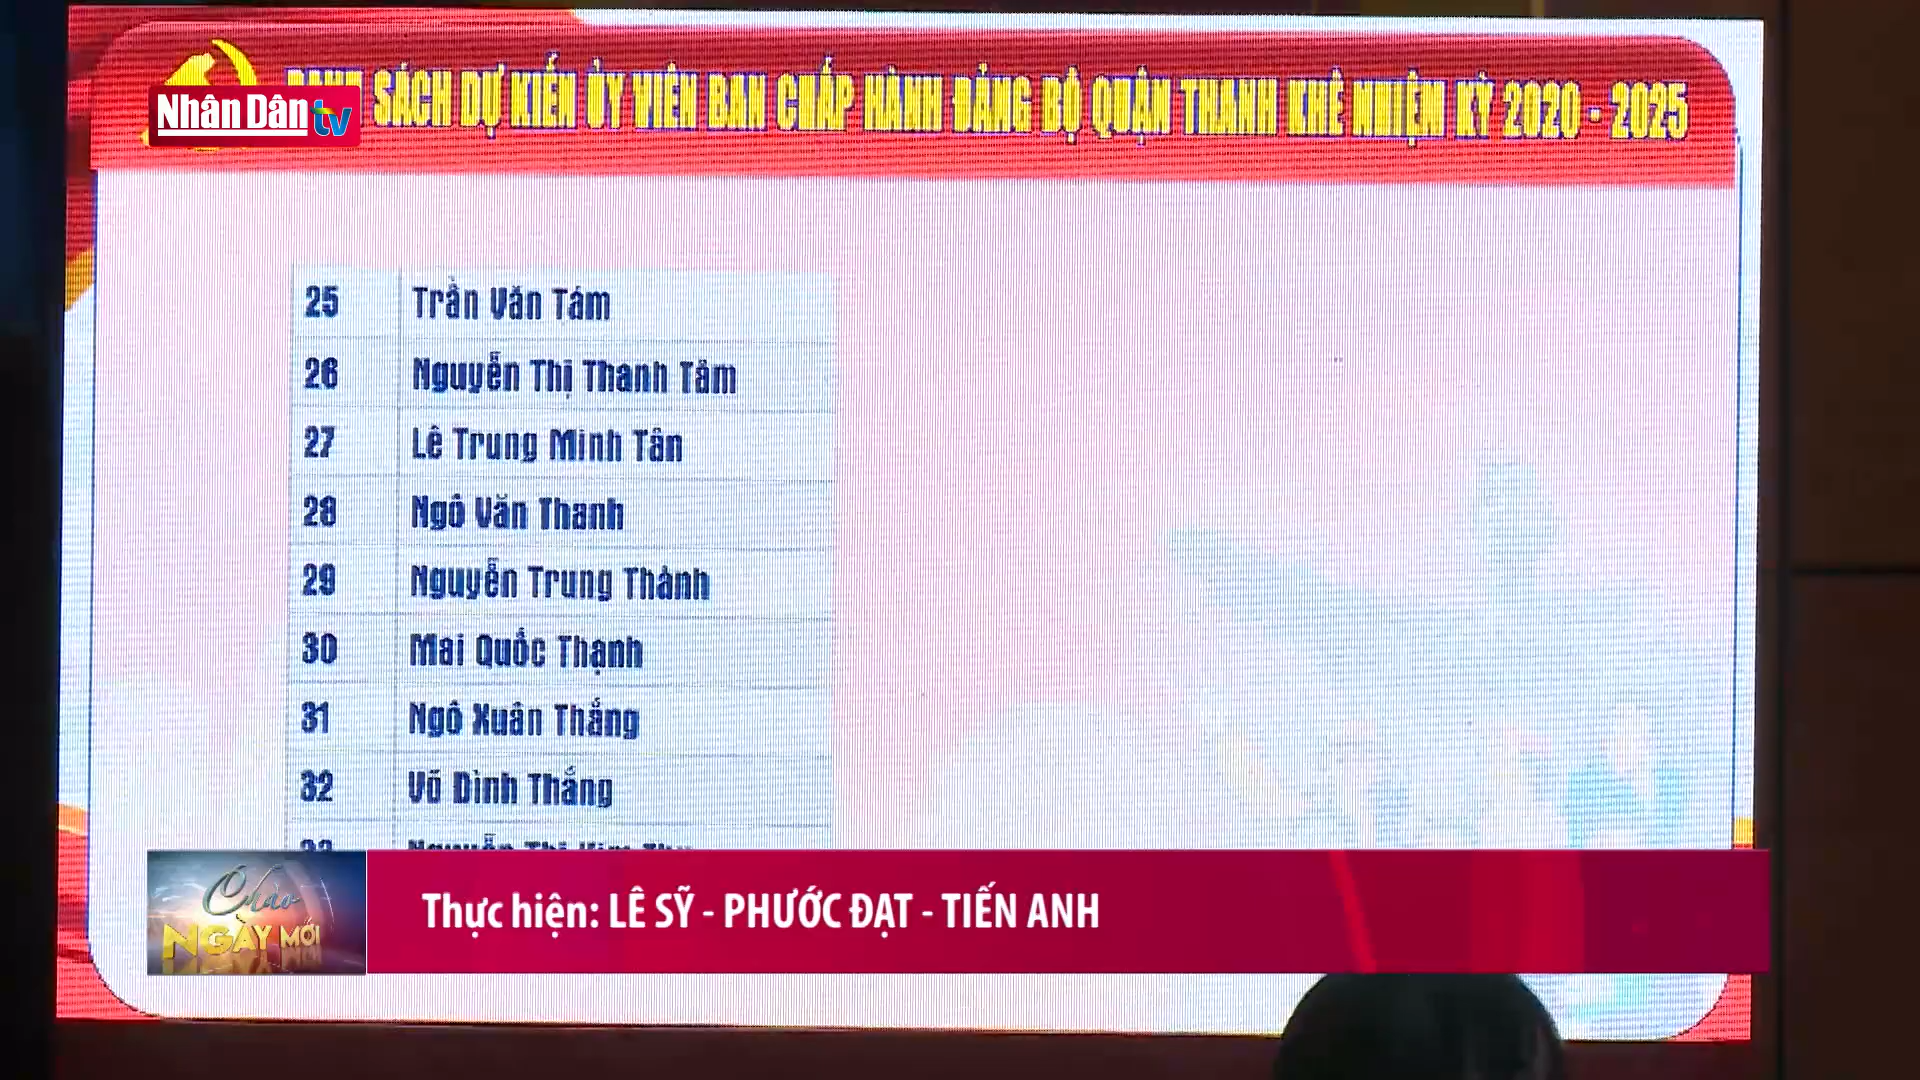 SÁCH DỰ KIẾN ỦY VIÊN BAN CHẤP HÀNH ĐẢNG BỘ QUẬN THANH KHÊ NHIỆM KỲ 2020 - 2025
Nhân Dân tv
25 Trần Văn Tám
26 Nguyễn Thị Thanh Tâm
27 Lê Trung Minh Tân
28 Ngô Văn Thanh
29 Nguyễn Trung Thành
30 Mai Quốc Thạnh
31 Ngô Xuân Thắng
32 Võ Đình Thắng
Chào
NGÀY MỚI
Thực hiện: LÊ SỸ - PHƯỚC ĐẠT - TIẾN ANH